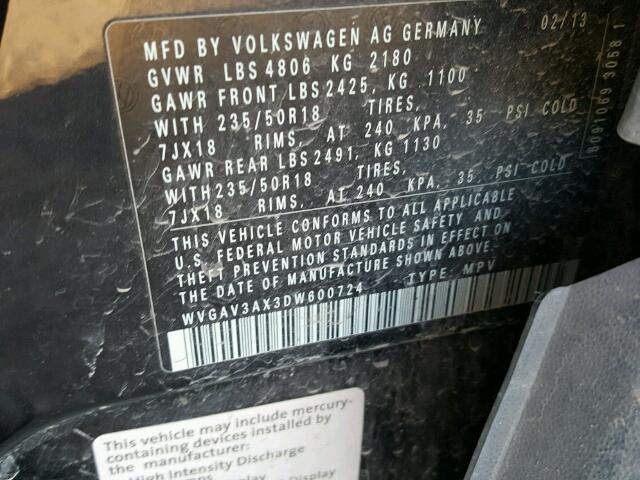 MFD BY VOLKSWAGEN AG GERMANY 02/13
GVWR LBS 4806 KG 2180
GAWR FRONT LBS 2425, KG 1100
WITH 235/50R18 TIRES,
7JX18 RIMS, AT 240 KPA, 35 PSI COLD
GAWR REAR LBS 2491, KG 1130
WITH 235/50R18 TIRES,
7JX18 RIMS, AT 240 KPA, 35 PSI COLD
THIS VEHICLE CONFORMS TO ALL APPLICABLE
U.S. FEDERAL MOTOR VEHICLE SAFETY AND
THEFT PREVENTION STANDARDS IN EFFECT ON
THE DATE OF MANUFACTURE SHOWN ABOVE.
WVGAV3AX3DW600724 TYPE: MPV
This vehicle may include mercury-
containing devices installed by
the manufacturer:
High Intensity Discharge
Display